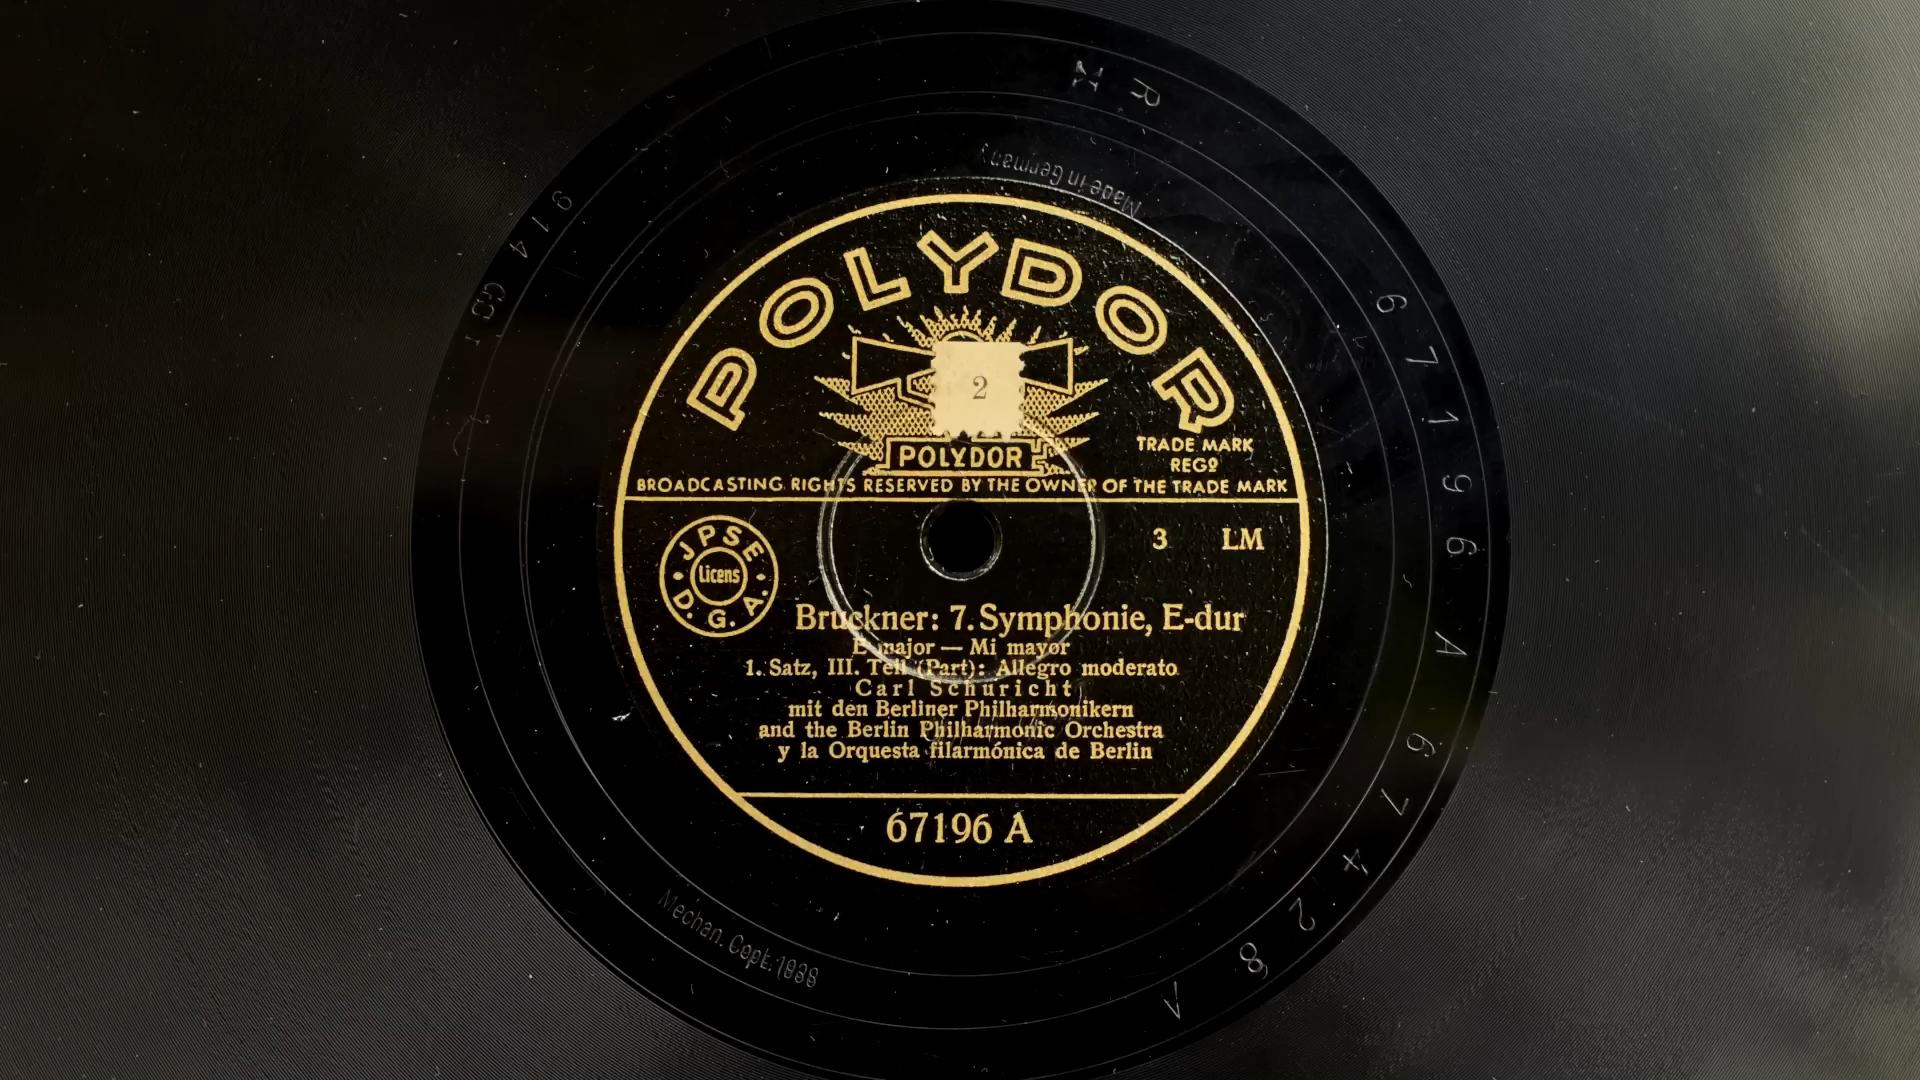 POLYDOR
2
POLYDOR
TRADE MARK
REGD
BROADCASTING RIGHTS RESERVED BY THE OWNER OF THE TRADE MARK
JPSE
Licens
D. G. A.
3 LM
Bruckner: 7. Symphonie, E-dur
E major — Mi mayor
1. Satz, III. Teil (Part): Allegro moderato
Carl Schuricht
mit den Berliner Philharmonikern
and the Berlin Philharmonic Orchestra
y la Orquesta filarmónica de Berlin
67196 A
Made in Germany
67196 A
67428
Mechan. Copt. 1938
914 GS